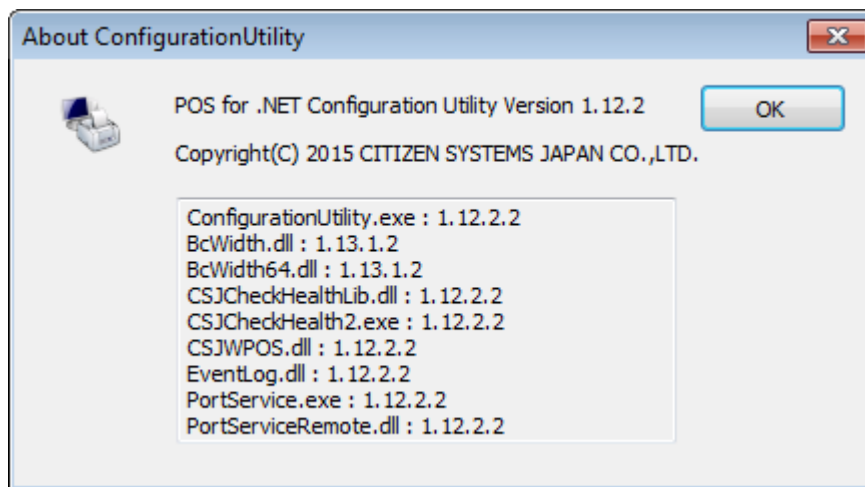 About ConfigurationUtility
POS for .NET Configuration Utility Version 1.12.2
OK
Copyright(C) 2015 CITIZEN SYSTEMS JAPAN CO.,LTD.
ConfigurationUtility.exe : 1.12.2.2
BcWidth.dll : 1.13.1.2
BcWidth64.dll : 1.13.1.2
CSJCheckHealthLib.dll : 1.12.2.2
CSJCheckHealth2.exe : 1.12.2.2
CSJWPOS.dll : 1.12.2.2
EventLog.dll : 1.12.2.2
PortService.exe : 1.12.2.2
PortServiceRemote.dll : 1.12.2.2